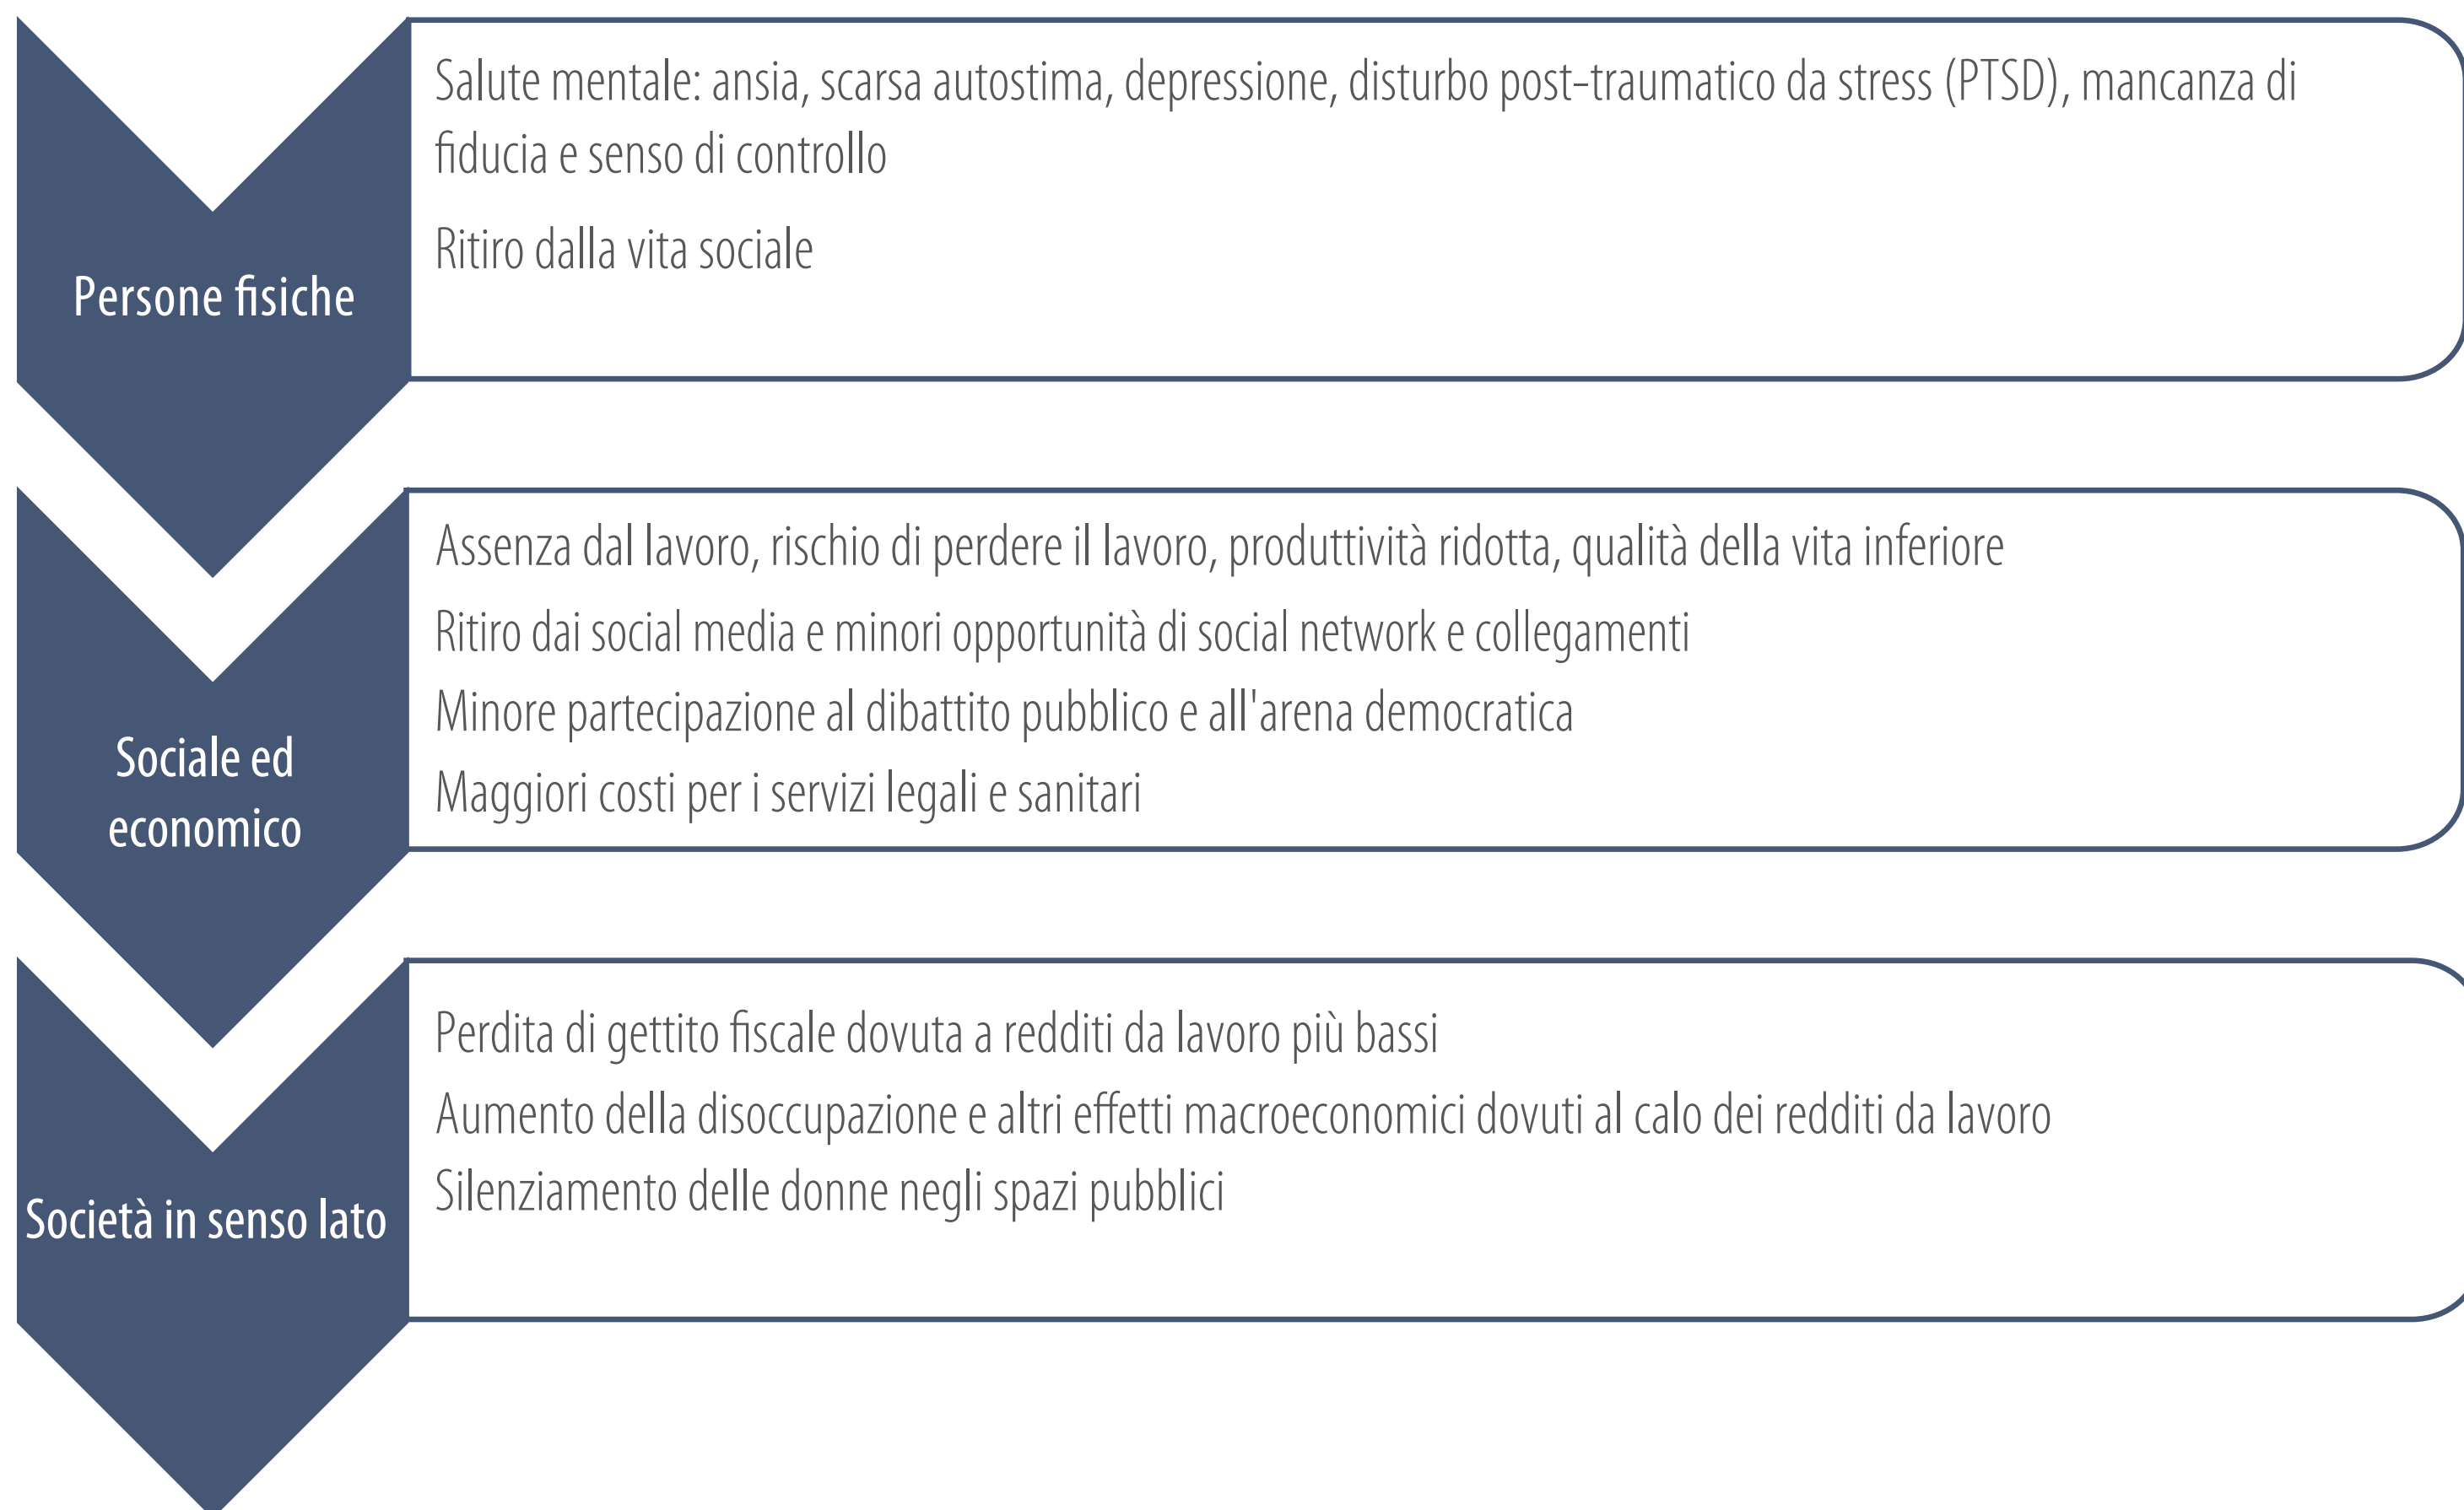 Persone fisiche
Salute mentale: ansia, scarsa autostima, depressione, disturbo post-traumatico da stress (PTSD), mancanza di
fiducia e senso di controllo
Ritiro dalla vita sociale
Sociale ed
economico
Assenza dal lavoro, rischio di perdere il lavoro, produttività ridotta, qualità della vita inferiore
Ritiro dai social media e minori opportunità di social network e collegamenti
Minore partecipazione al dibattito pubblico e all'arena democratica
Maggiori costi per i servizi legali e sanitari
Società in senso lato
Perdita di gettito fiscale dovuta a redditi da lavoro più bassi
Aumento della disoccupazione e altri effetti macroeconomici dovuti al calo dei redditi da lavoro
Silenziamento delle donne negli spazi pubblici